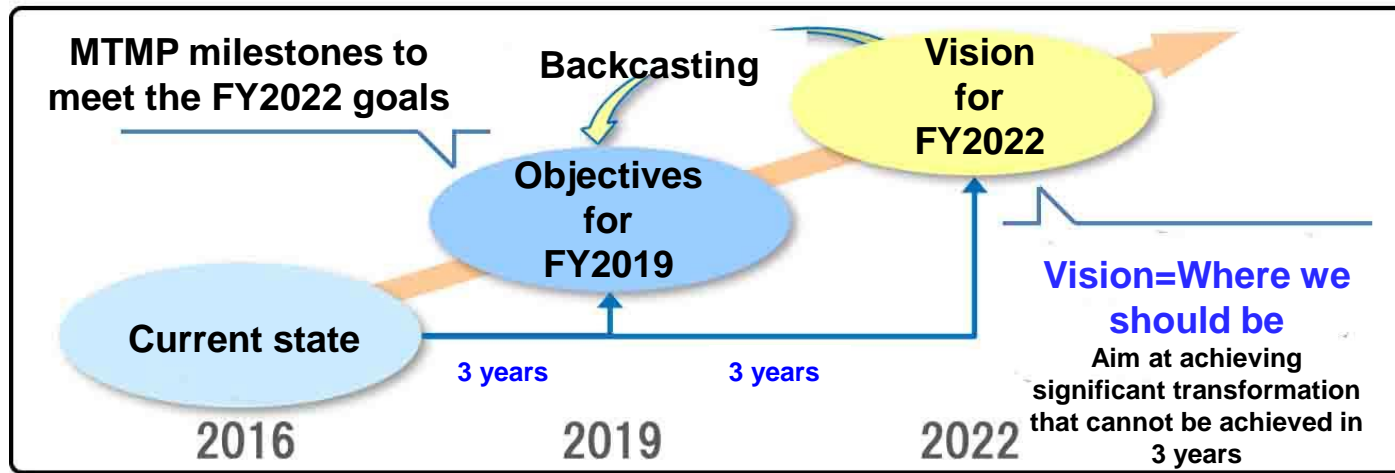 MTMP milestones to
meet the FY2022 goals
Backcasting
Vision
for
FY2022
Objectives
for
FY2019
Current state
3 years
3 years
Vision=Where we
should be
Aim at achieving
significant transformation
that cannot be achieved in
3 years
2016
2019
2022